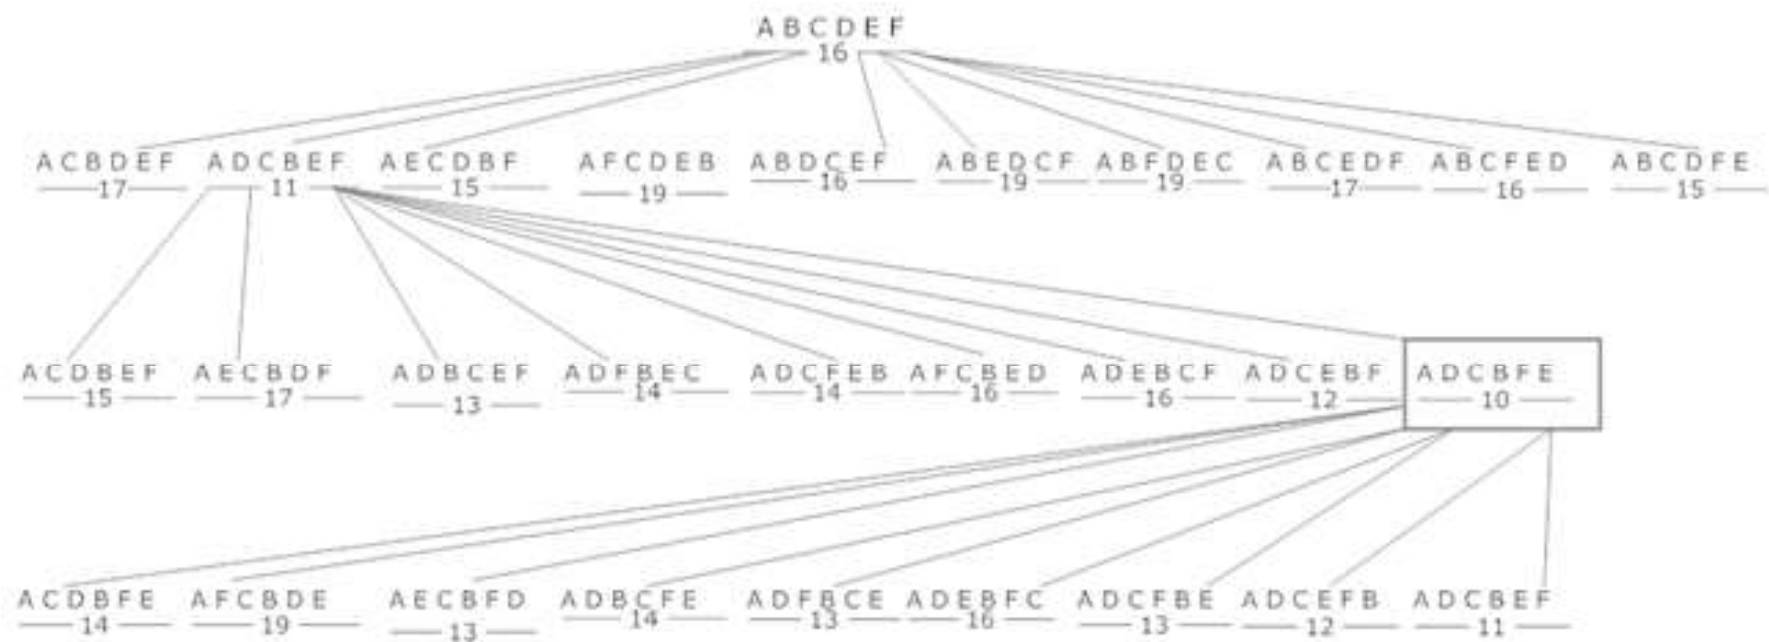 A B C D E F
16
A C B D E F A D C B E F A E C D B F A F C D E B A B D C E F A B E D C F A B F D E C A B C E D F A B C F E D A B C D F E
17 11 15 19 16 19 19 17 16 15
A C D B E F A E C B D F A D B C E F A D F B E C A D C F E B A F C B E D A D E B C F A D C E B F A D C B F E
15 17 13 14 14 16 16 12 10
A C D B F E A F C B D E A E C B F D A D B C F E A D F B C E A D E B F C A D C F B E A D C E F B A D C B E F
14 19 13 14 13 16 13 12 11